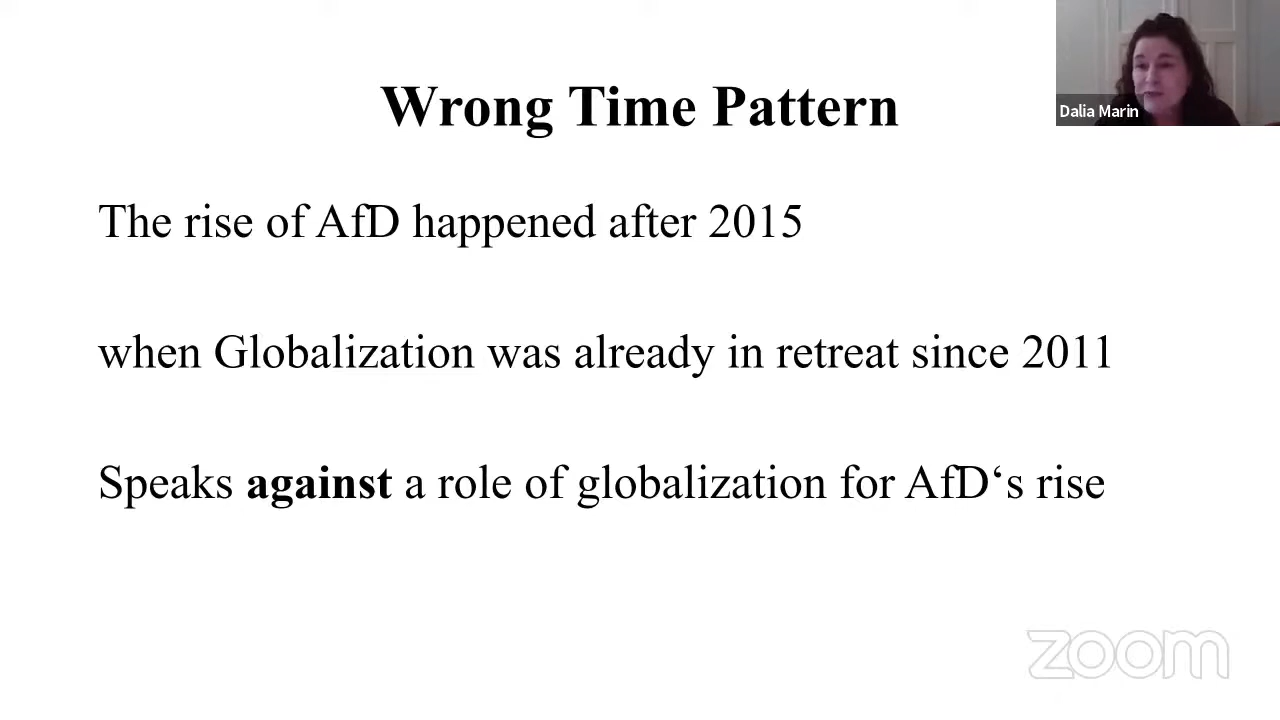 Wrong Time Pattern
Dalia Marin
The rise of AfD happened after 2015
when Globalization was already in retreat since 2011
Speaks against a role of globalization for AfD‘s rise
zoom